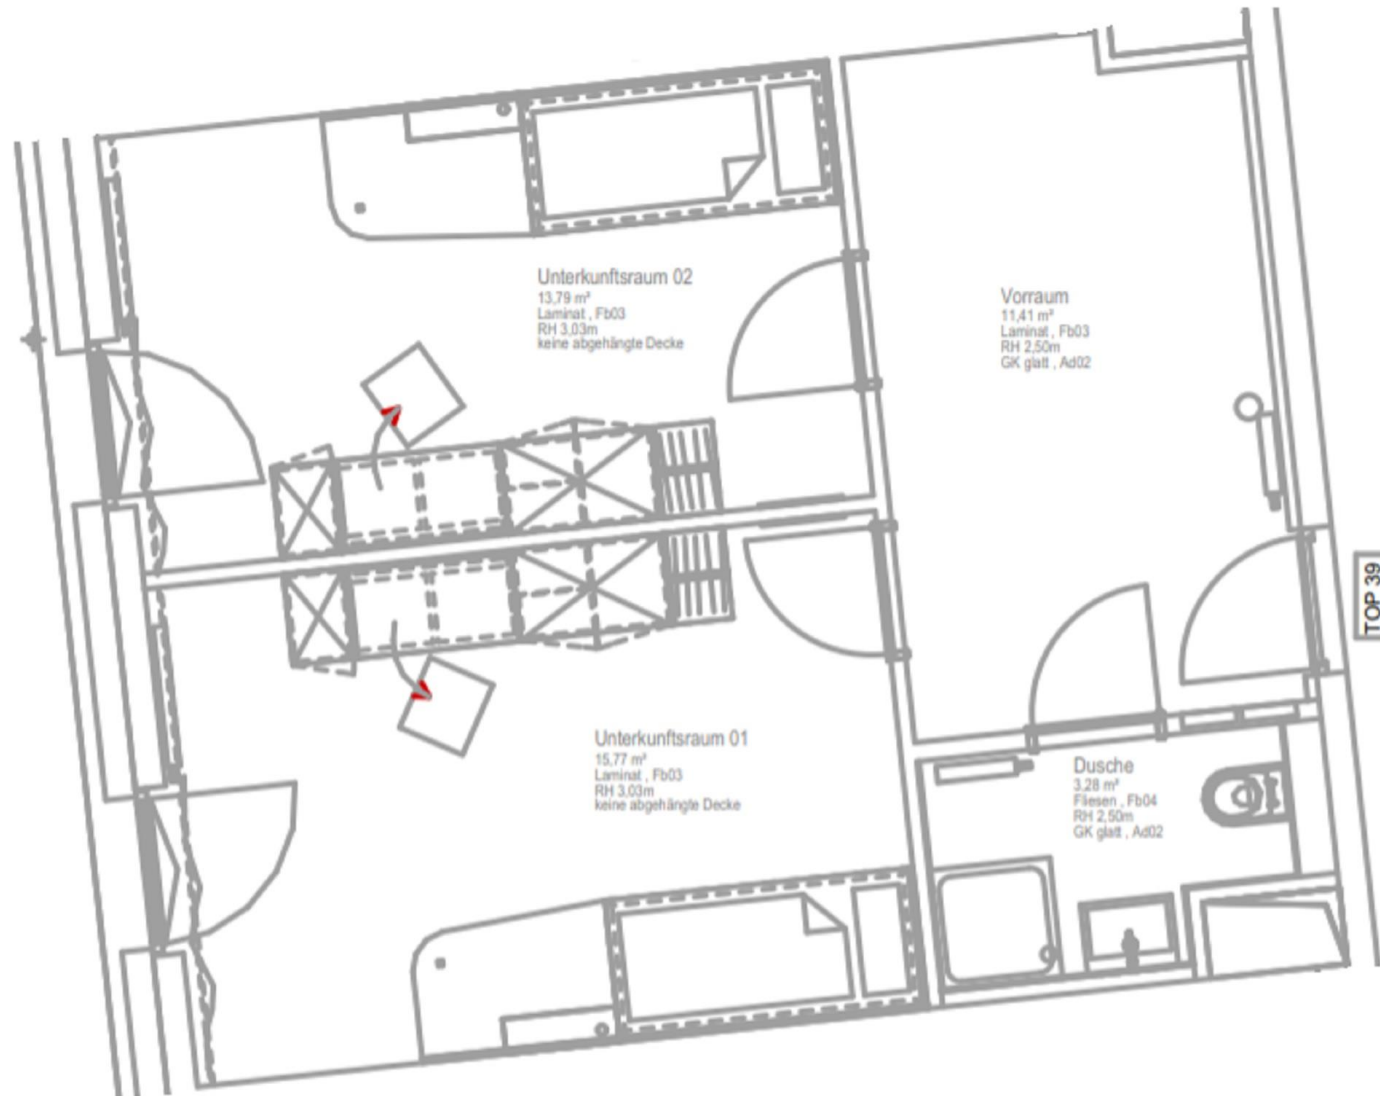 Unterkunftsraum 02
13,79 m²
Laminat , Fb03
RH 3,03m
keine abgehängte Decke
Vorraum
11,41 m²
Laminat , Fb03
RH 2,50m
GK glatt , Ad02
TOP 39
Unterkunftsraum 01
15,77 m²
Laminat , Fb03
RH 3,03m
keine abgehängte Decke
Dusche
3,28 m²
Fliesen , Fb04
RH 2,50m
GK glatt , Ad02